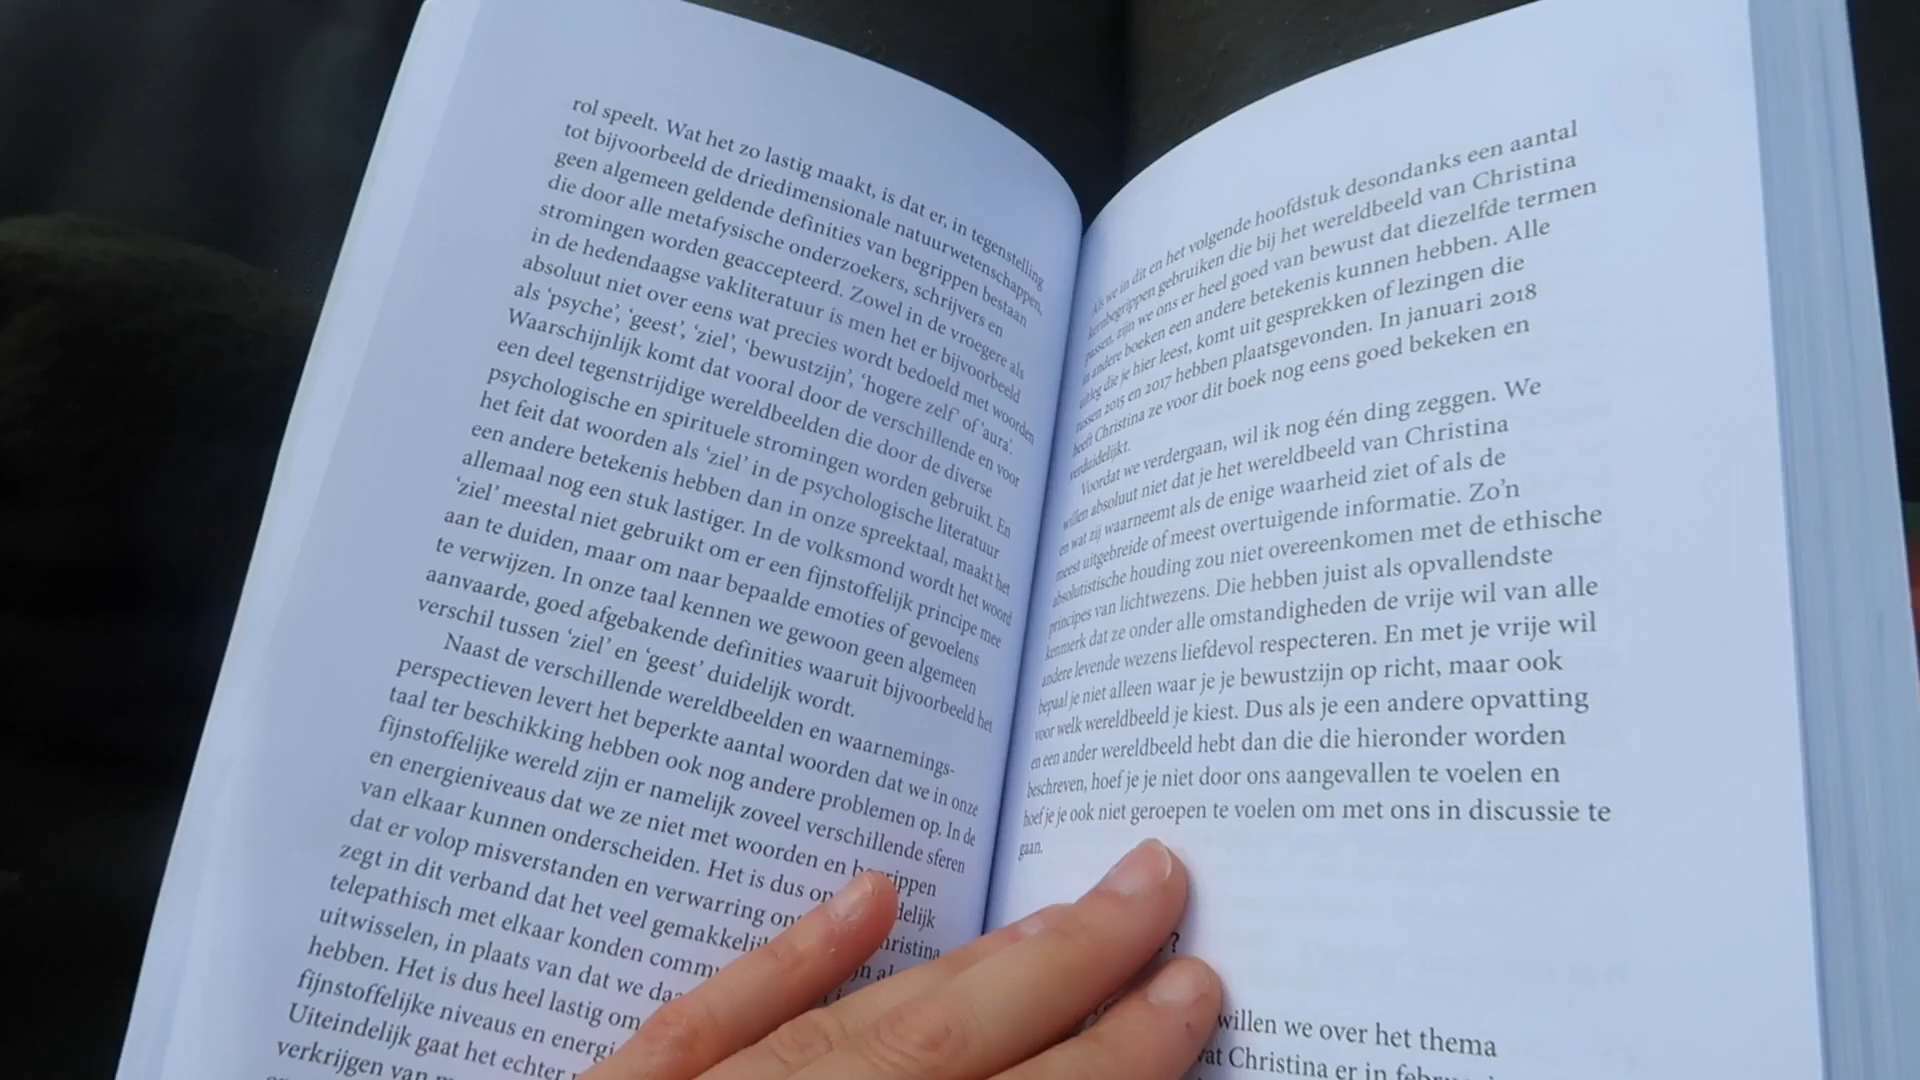 rol speelt. Wat het zo lastig maakt, is dat er, in tegenstelling
tot bijvoorbeeld de driedimensionale natuurwetenschappen,
geen algemeen geldende definities van begrippen bestaan
die door alle metafysische onderzoekers, schrijvers en
stromingen worden geaccepteerd. Zowel in de vroegere als
in de hedendaagse vakliteratuur is men het er bijvoorbeeld
absoluut niet over eens wat precies wordt bedoeld met woorden
als ‘psyche’, ‘geest’, ‘ziel’, ‘bewustzijn’, ‘hogere zelf’ of ‘aura’.
Waarschijnlijk komt dat vooral door de verschillende en voor
een deel tegenstrijdige wereldbeelden die door de diverse
psychologische en spirituele stromingen worden gebruikt. En
het feit dat woorden als ‘ziel’ in de psychologische literatuur
een andere betekenis hebben dan in onze spreektaal, maakt het
allemaal nog een stuk lastiger. In de volksmond wordt het woord
‘ziel’ meestal niet gebruikt om er een fijnstoffelijk principe mee
aan te duiden, maar om naar bepaalde emoties of gevoelens
te verwijzen. In onze taal kennen we gewoon geen algemeen
aanvaarde, goed afgebakende definities waaruit bijvoorbeeld het
verschil tussen ‘ziel’ en ‘geest’ duidelijk wordt.
Naast de verschillende wereldbeelden en waarnemings-
perspectieven levert het beperkte aantal woorden dat we in onze
taal ter beschikking hebben ook nog andere problemen op. In de
fijnstoffelijke wereld zijn er namelijk zoveel verschillende sferen
en energieniveaus dat we ze niet met woorden en begrippen
van elkaar kunnen onderscheiden. Het is dus on delijk
dat er volop misverstanden en verwarring on hristina
zegt in dit verband dat het veel gemakkelij jn al
telepathisch met elkaar konden comm
uitwisselen, in plaats van dat we da
hebben. Het is dus heel lastig om
fijnstoffelijke niveaus en energi
Uiteindelijk gaat het echter
verkrijgen van
Als we in dit en het volgende hoofdstuk desondanks een aantal
kernbegrippen gebruiken die bij het wereldbeeld van Christina
passen, zijn we ons er heel goed van bewust dat diezelfde termen
in andere boeken een andere betekenis kunnen hebben. Alle
uitleg die je hier leest, komt uit gesprekken of lezingen die
tussen 2015 en 2017 hebben plaatsgevonden. In januari 2018
heeft Christina ze voor dit boek nog eens goed bekeken en
verduidelijkt.
Voordat we verdergaan, wil ik nog één ding zeggen. We
willen absoluut niet dat je het wereldbeeld van Christina
en wat zij waarneemt als de enige waarheid ziet of als de
meest uitgebreide of meest overtuigende informatie. Zo’n
absolutistische houding zou niet overeenkomen met de ethische
principes van lichtwezens. Die hebben juist als opvallendste
kenmerk dat ze onder alle omstandigheden de vrije wil van alle
andere levende wezens liefdevol respecteren. En met je vrije wil
bepaal je niet alleen waar je je bewustzijn op richt, maar ook
voor welk wereldbeeld je kiest. Dus als je een andere opvatting
en een ander wereldbeeld hebt dan die die hieronder worden
beschreven, hoef je je niet door ons aangevallen te voelen en
hoef je je ook niet geroepen te voelen om met ons in discussie te
gaan.
?
willen we over het thema
wat Christina er in febru